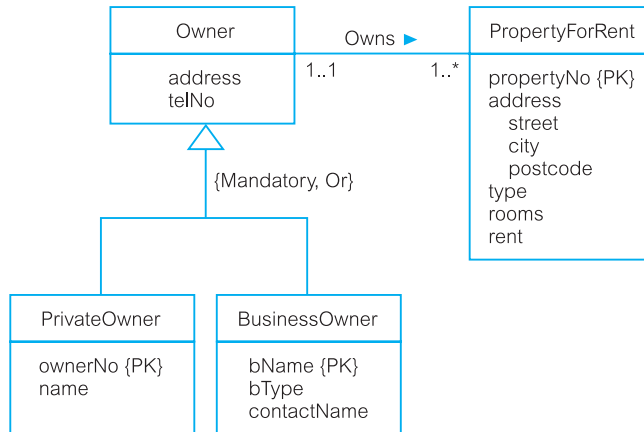 Owner
address
telNo
Owns ►
1..1
1..*
PropertyForRent
propertyNo {PK}
address
street
city
postcode
type
rooms
rent
{Mandatory, Or}
PrivateOwner
ownerNo {PK}
name
BusinessOwner
bName {PK}
bType
contactName